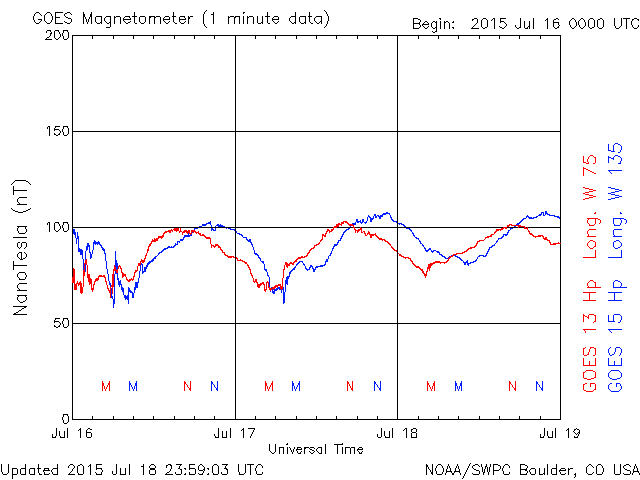 GOES Magnetometer (1 minute data)
Begin: 2015 Jul 16 0000 UTC
200
150
100
50
0
NanoTesla (nT)
M M N N M M N N M M N N
Jul 16 Jul 17 Jul 18 Jul 19
Universal Time
GOES 13 Hp Long. W 75
GOES 15 Hp Long. W 135
Updated 2015 Jul 18 23:59:03 UTC
NOAA/SWPC Boulder, CO USA